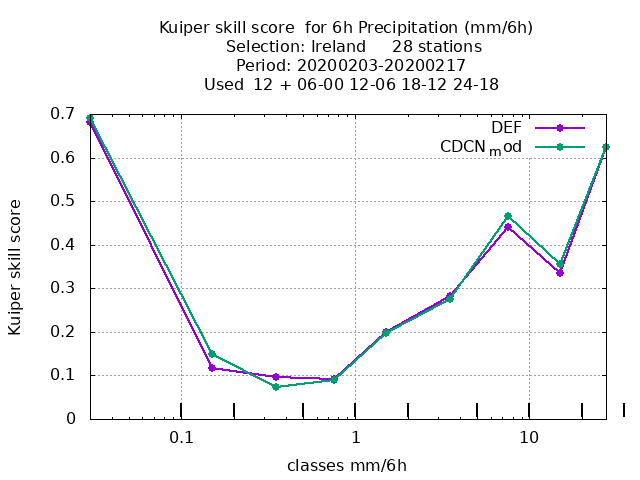 Kuiper skill score  for 6h Precipitation (mm/6h)
Selection: Ireland     28 stations
Period: 20200203-20200217
Used  12 + 06-00 12-06 18-12 24-18
0.7
0.6
0.5
0.4
0.3
0.2
0.1
0
Kuiper skill score
DEF
CDCNmod
0.1
1
10
classes mm/6h